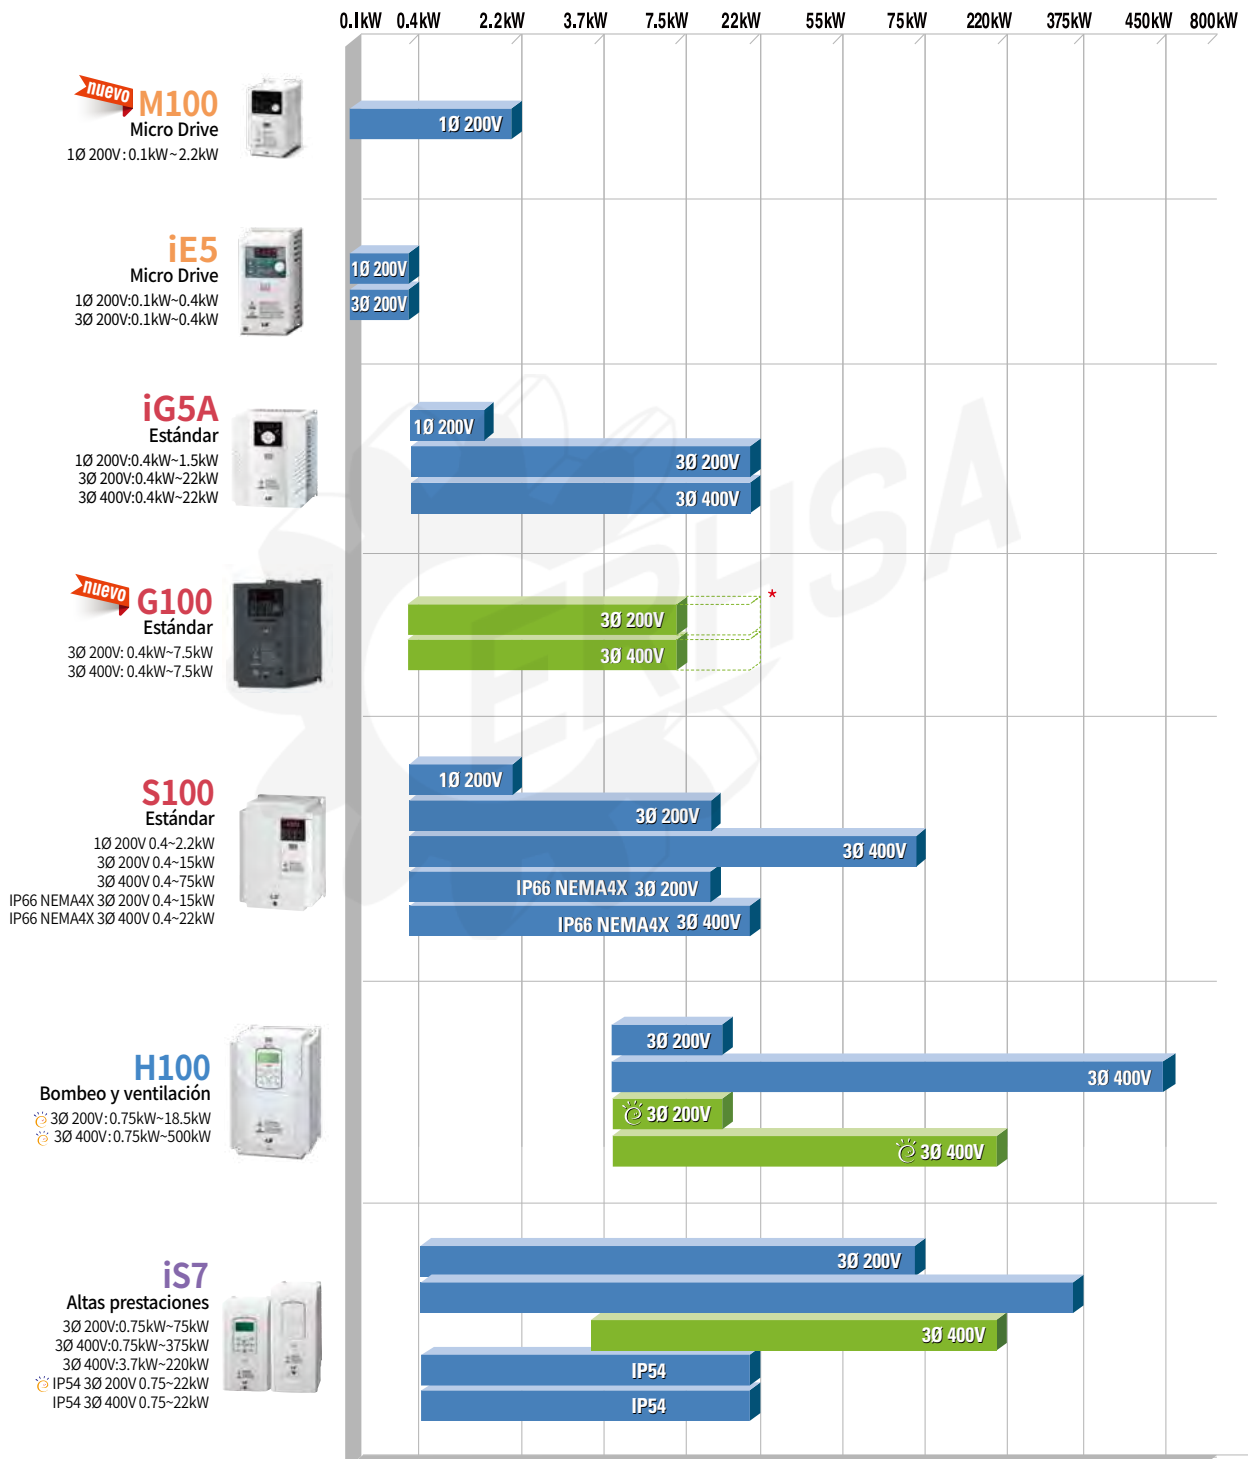 0.1kW 0.4kW 2.2kW 3.7kW 7.5kW 22kW 55kW 75kW 220kW 375kW 450kW 800kW
nuevo
M100
Micro Drive
1Ø 200V: 0.1kW~2.2kW
1Ø 200V
iE5
Micro Drive
1Ø 200V:0.1kW~0.4kW
3Ø 200V:0.1kW~0.4kW
1Ø 200V
3Ø 200V
iG5A
Estándar
1Ø 200V:0.4kW~1.5kW
3Ø 200V:0.4kW~22kW
3Ø 400V:0.4kW~22kW
1Ø 200V
3Ø 200V
3Ø 400V
nuevo
G100
Estándar
3Ø 200V: 0.4kW~7.5kW
3Ø 400V: 0.4kW~7.5kW
3Ø 200V
*
3Ø 400V
ERHSA
S100
Estándar
1Ø 200V 0.4~2.2kW
3Ø 200V 0.4~15kW
3Ø 400V 0.4~75kW
IP66 NEMA4X 3Ø 200V 0.4~15kW
IP66 NEMA4X 3Ø 400V 0.4~22kW
1Ø 200V
3Ø 200V
3Ø 400V
IP66 NEMA4X 3Ø 200V
IP66 NEMA4X 3Ø 400V
H100
Bombeo y ventilación
3Ø 200V:0.75kW~18.5kW
3Ø 400V:0.75kW~500kW
3Ø 200V
3Ø 400V
3Ø 200V
3Ø 400V
iS7
Altas prestaciones
3Ø 200V:0.75kW~75kW
3Ø 400V:0.75kW~375kW
3Ø 400V:3.7kW~220kW
IP54 3Ø 200V 0.75~22kW
IP54 3Ø 400V 0.75~22kW
3Ø 200V
3Ø 400V
IP54
IP54